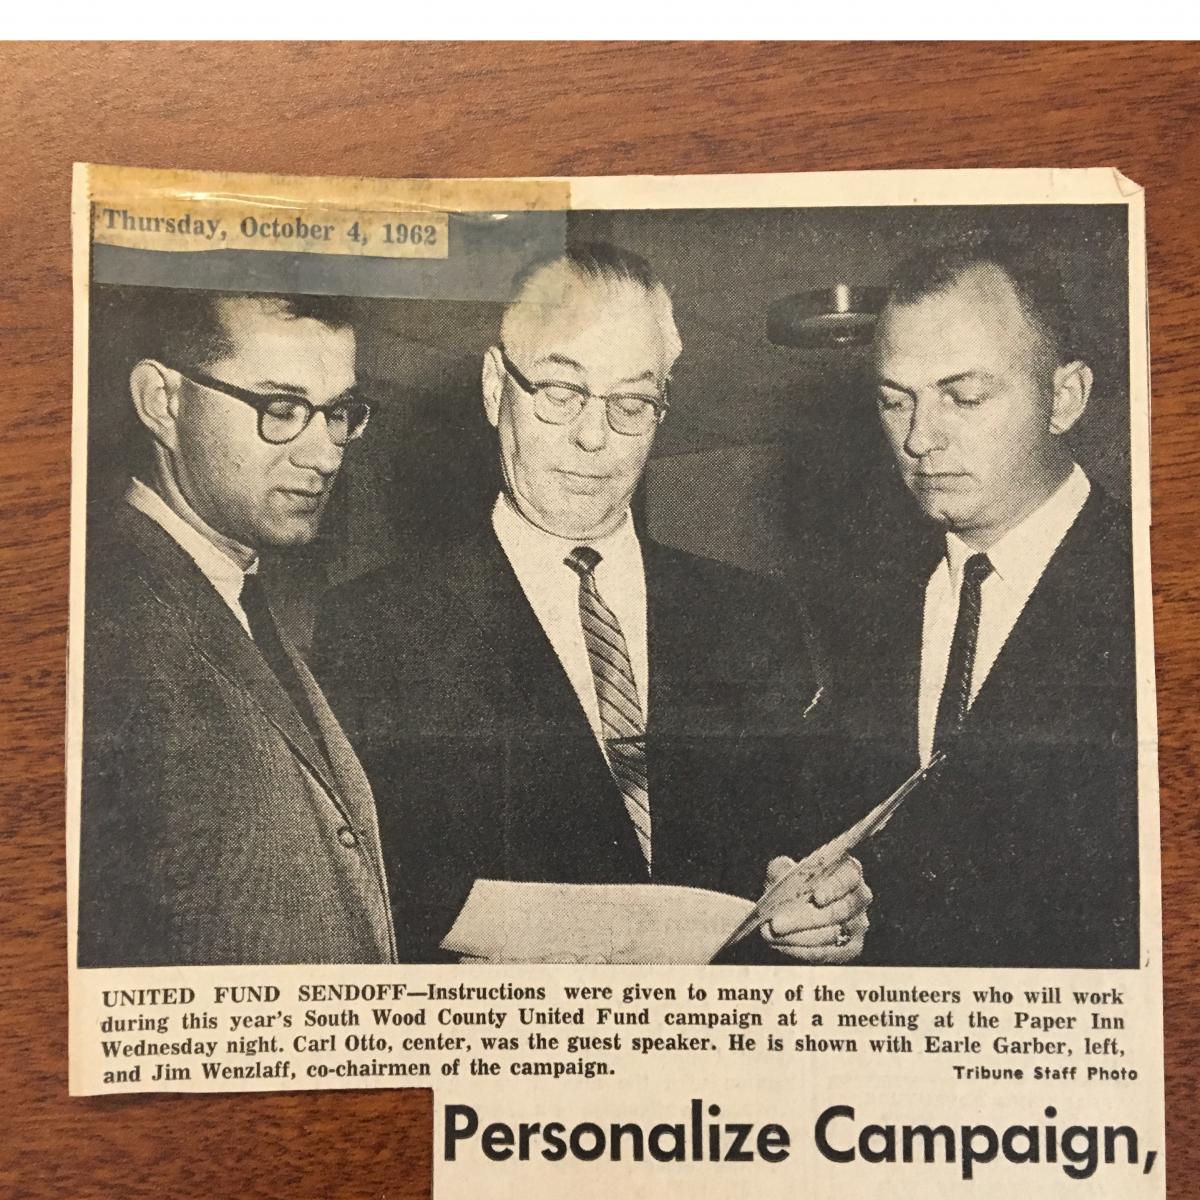 Thursday, October 4, 1962
UNITED FUND SENDOFF—Instructions were given to many of the volunteers who will work
during this year's South Wood County United Fund campaign at a meeting at the Paper Inn
Wednesday night. Carl Otto, center, was the guest speaker. He is shown with Earle Garber, left,
and Jim Wenzlaff, co-chairmen of the campaign.
Tribune Staff Photo
Personalize Campaign,